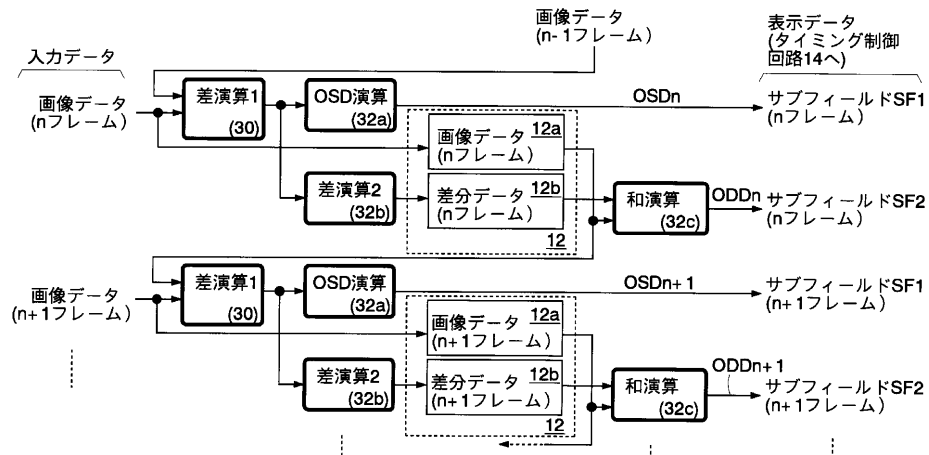 画像データ
(n-1フレーム)
表示データ
(タイミング制御
回路14へ)
入力データ
画像データ
(nフレーム)
差演算1
(30)
OSD演算
(32a)
OSDn
サブフィールドSF1
(nフレーム)
画像データ 12a
(nフレーム)
差演算2
(32b)
差分データ 12b
(nフレーム)
12
和演算
(32c)
ODDn
サブフィールドSF2
(nフレーム)
画像データ
(n+1フレーム)
差演算1
(30)
OSD演算
(32a)
OSDn+1
サブフィールドSF1
(n+1フレーム)
画像データ 12a
(n+1フレーム)
差演算2
(32b)
差分データ 12b
(n+1フレーム)
12
和演算
(32c)
ODDn+1
サブフィールドSF2
(n+1フレーム)